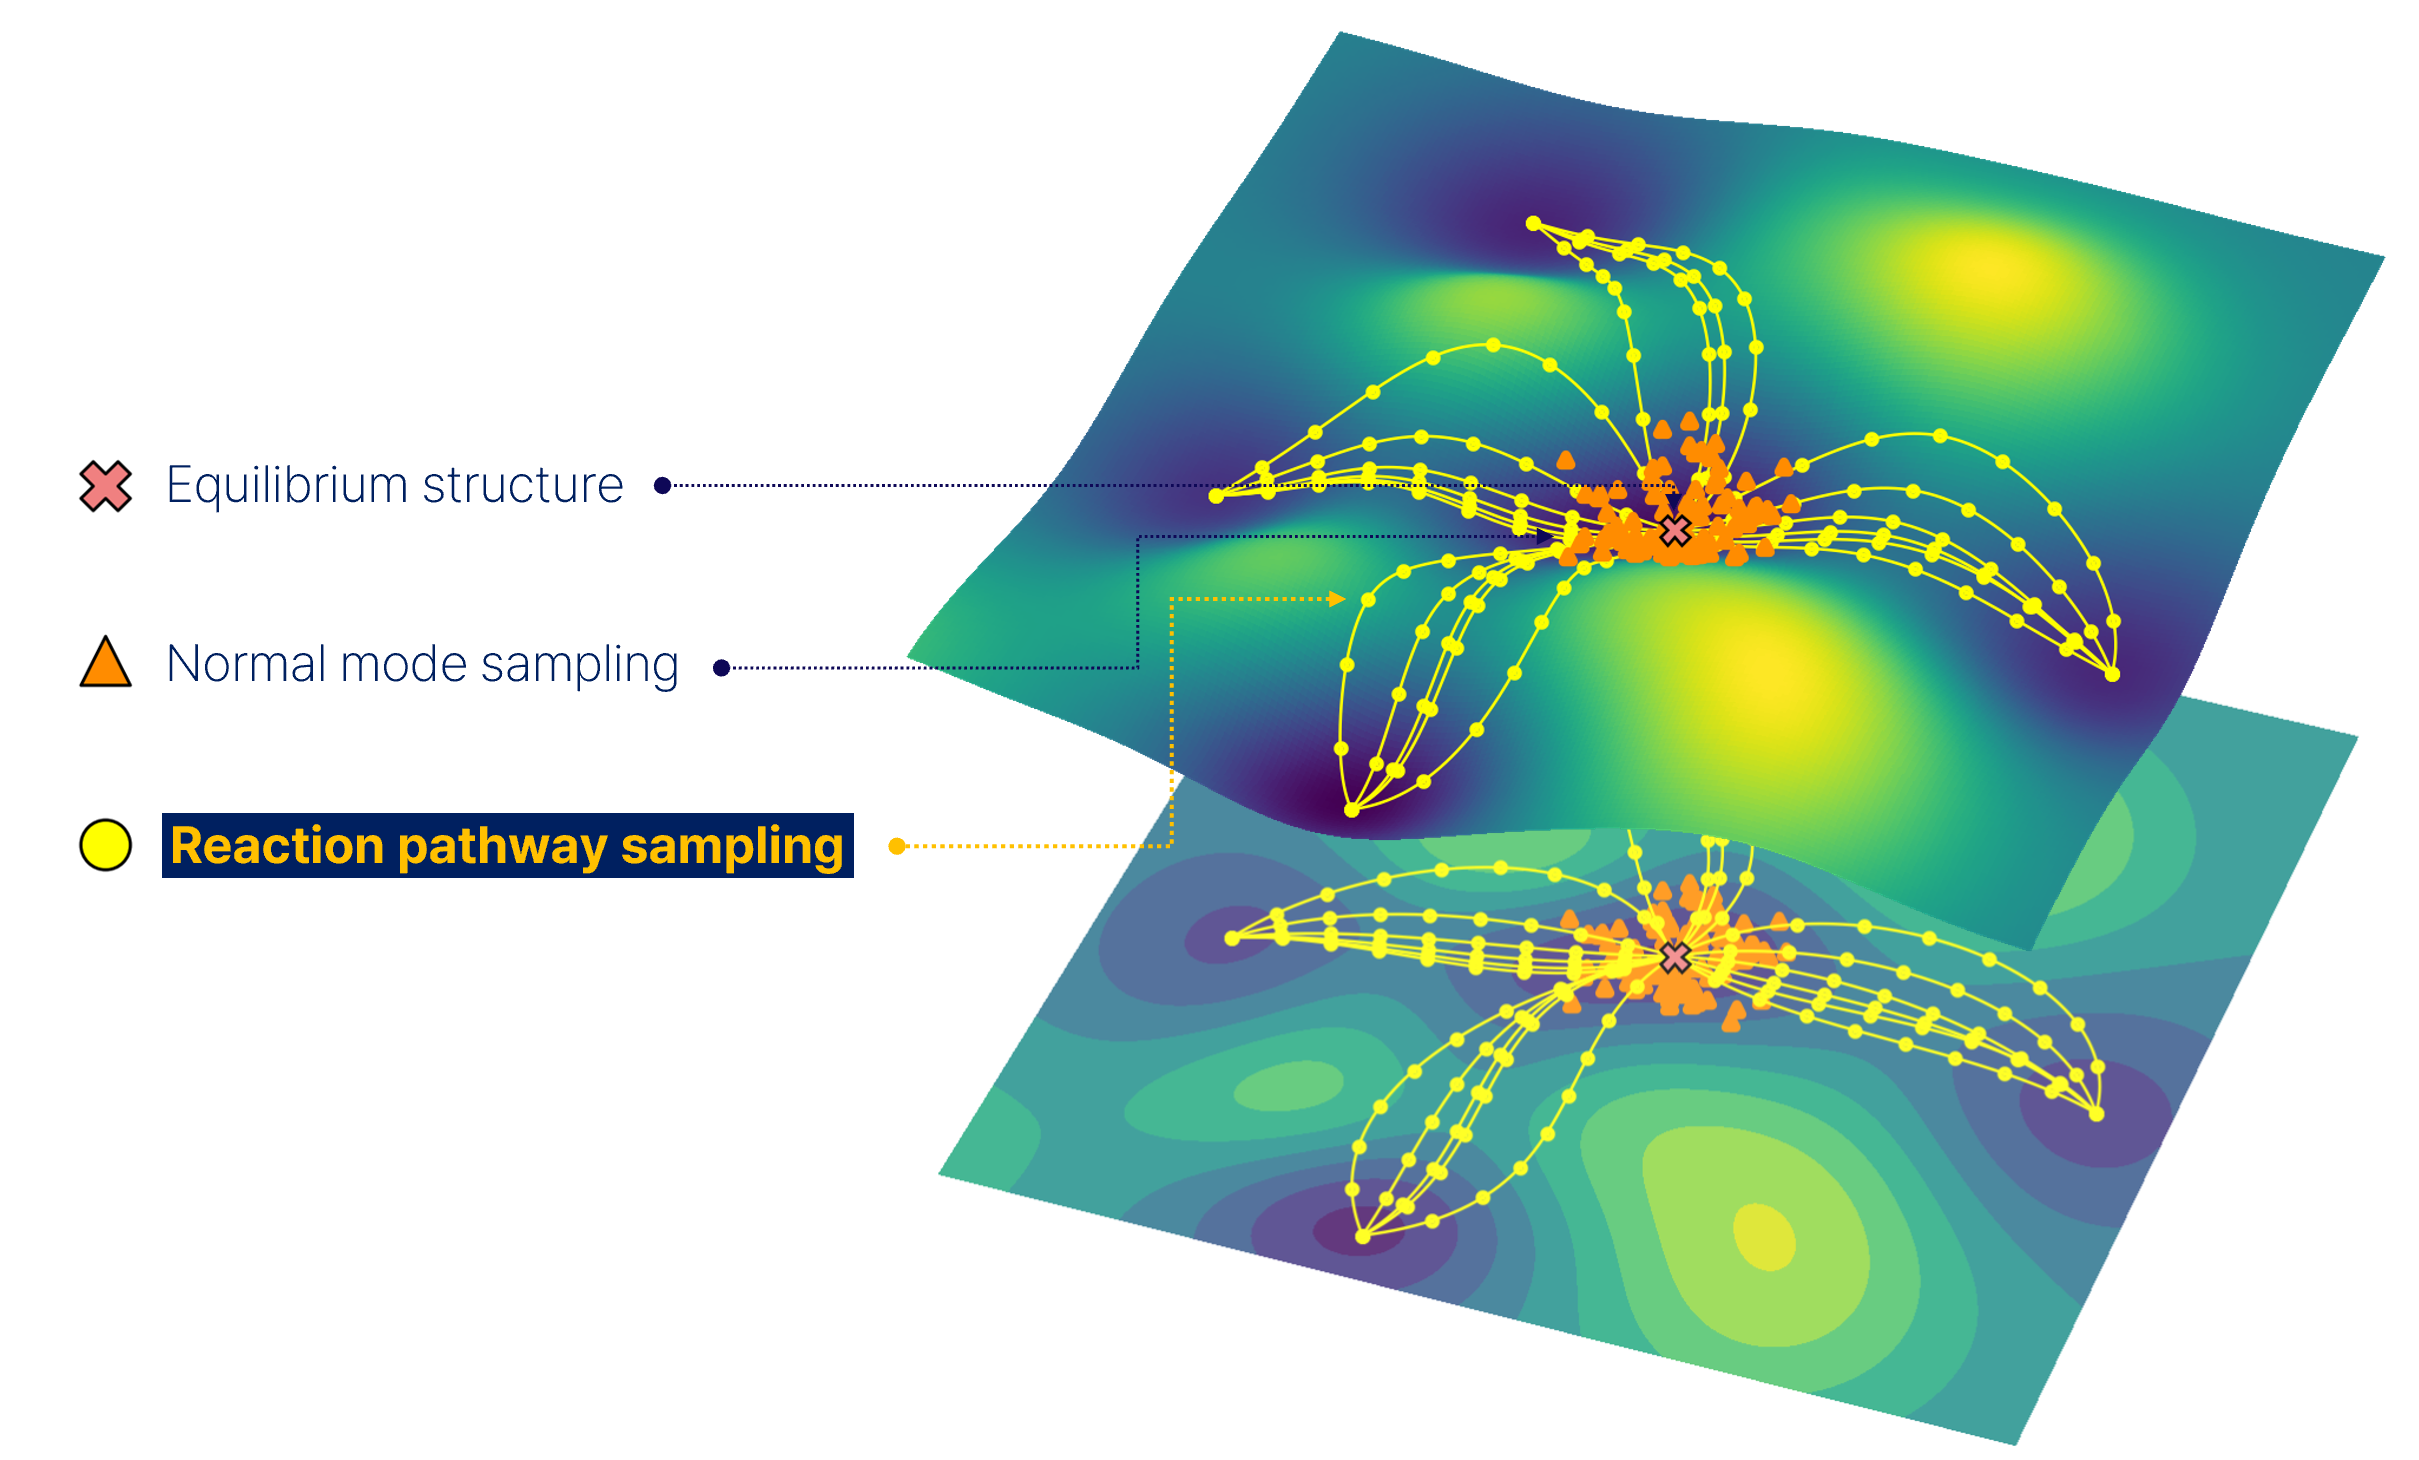 Equilibrium structure
Normal mode sampling
Reaction pathway sampling